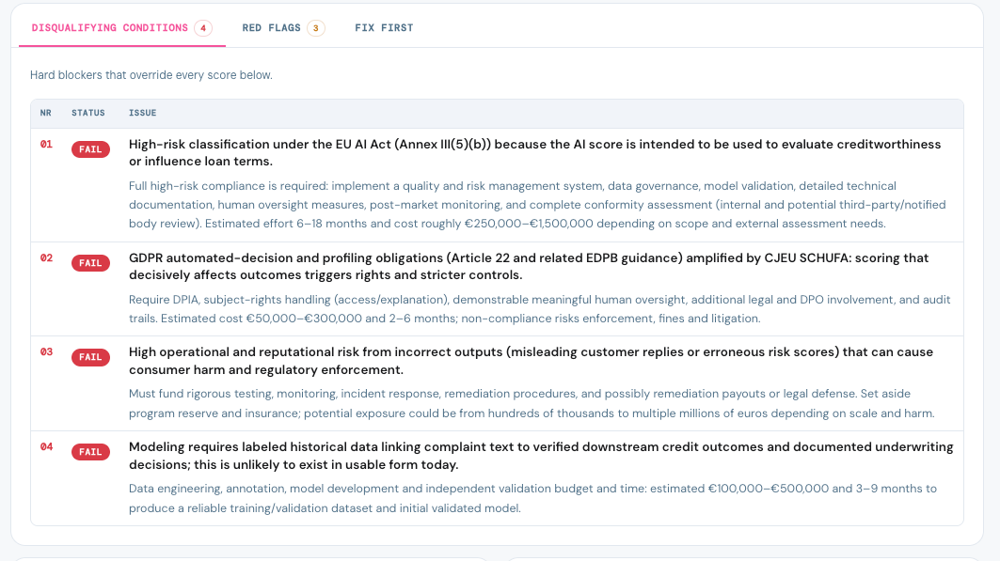 DISQUALIFYING CONDITIONS 4 RED FLAGS 3 FIX FIRST
Hard blockers that override every score below.
NR STATUS ISSUE
01 FAIL High-risk classification under the EU AI Act (Annex III(5)(b)) because the AI score is intended to be used to evaluate creditworthiness
or influence loan terms.
Full high-risk compliance is required: implement a quality and risk management system, data governance, model validation, detailed technical
documentation, human oversight measures, post-market monitoring, and complete conformity assessment (internal and potential third-party/notified
body review). Estimated effort 6–18 months and cost roughly €250,000–€1,500,000 depending on scope and external assessment needs.
02 FAIL GDPR automated-decision and profiling obligations (Article 22 and related EDPB guidance) amplified by CJEU SCHUFA: scoring that
decisively affects outcomes triggers rights and stricter controls.
Require DPIA, subject-rights handling (access/explanation), demonstrable meaningful human oversight, additional legal and DPO involvement, and audit
trails. Estimated cost €50,000–€300,000 and 2–6 months; non-compliance risks enforcement, fines and litigation.
03 FAIL High operational and reputational risk from incorrect outputs (misleading customer replies or erroneous risk scores) that can cause
consumer harm and regulatory enforcement.
Must fund rigorous testing, monitoring, incident response, remediation procedures, and possibly remediation payouts or legal defense. Set aside
program reserve and insurance; potential exposure could be from hundreds of thousands to multiple millions of euros depending on scale and harm.
04 FAIL Modeling requires labeled historical data linking complaint text to verified downstream credit outcomes and documented underwriting
decisions; this is unlikely to exist in usable form today.
Data engineering, annotation, model development and independent validation budget and time: estimated €100,000–€500,000 and 3–9 months to
produce a reliable training/validation dataset and initial validated model.